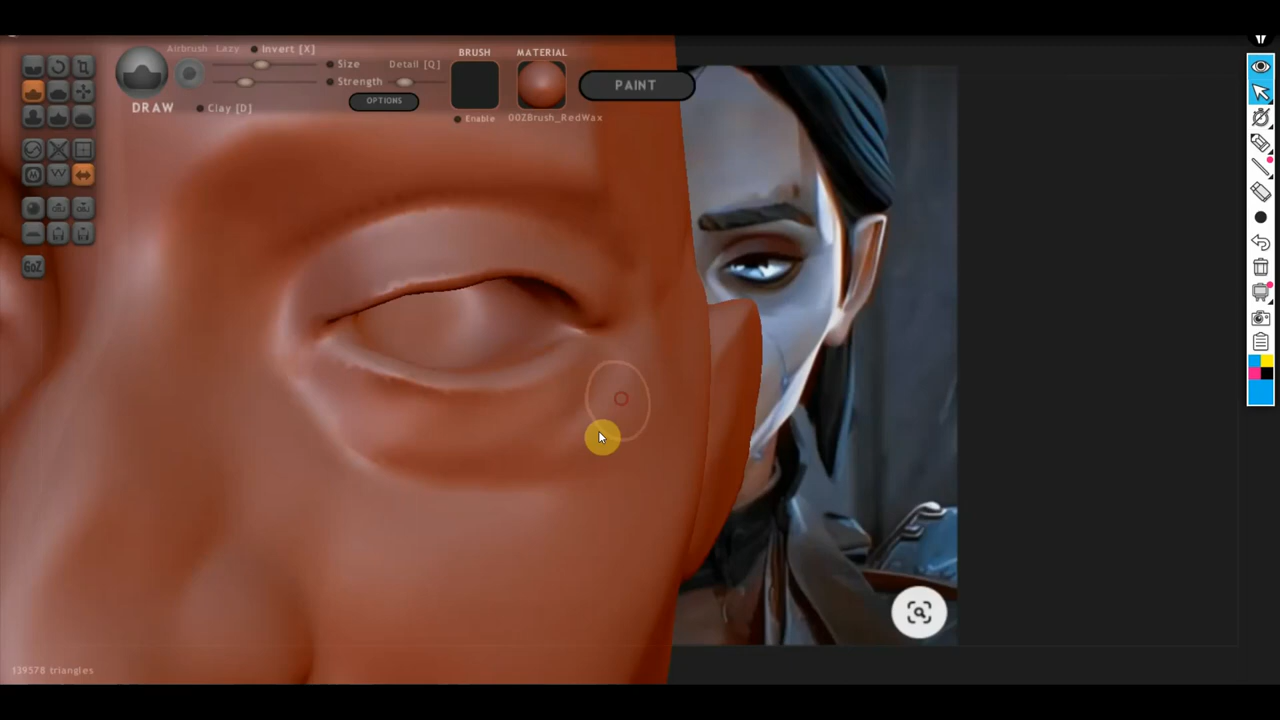 Airbrush Lazy Invert [X]
Size Detail [Q]
Strength
OPTIONS
DRAW Clay [D]
BRUSH
Enable
MATERIAL
00ZBrush_RedWax
PAINT
GoZ
139578 triangles